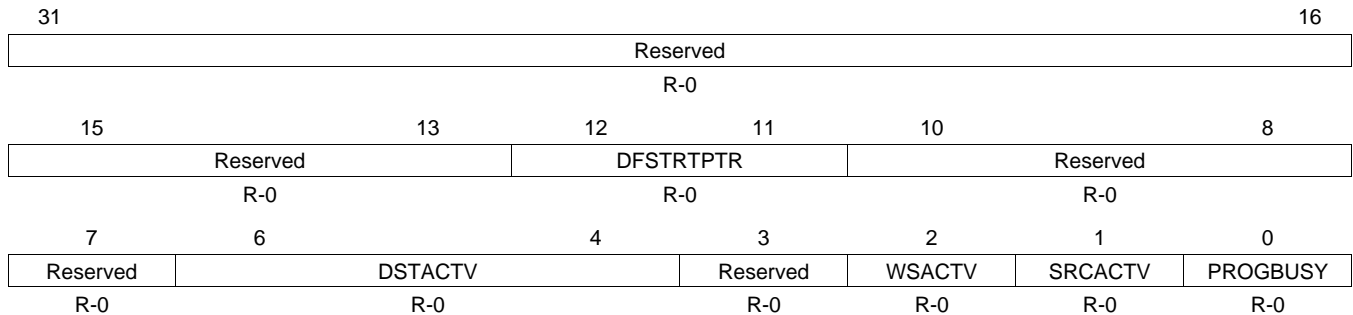 31 16
Reserved
R-0
15 13 12 11 10 8
Reserved DFSTRTPTR Reserved
R-0 R-0 R-0
7 6 4 3 2 1 0
Reserved DSTACTV Reserved WSACTV SRCACTV PROGBUSY
R-0 R-0 R-0 R-0 R-0 R-0